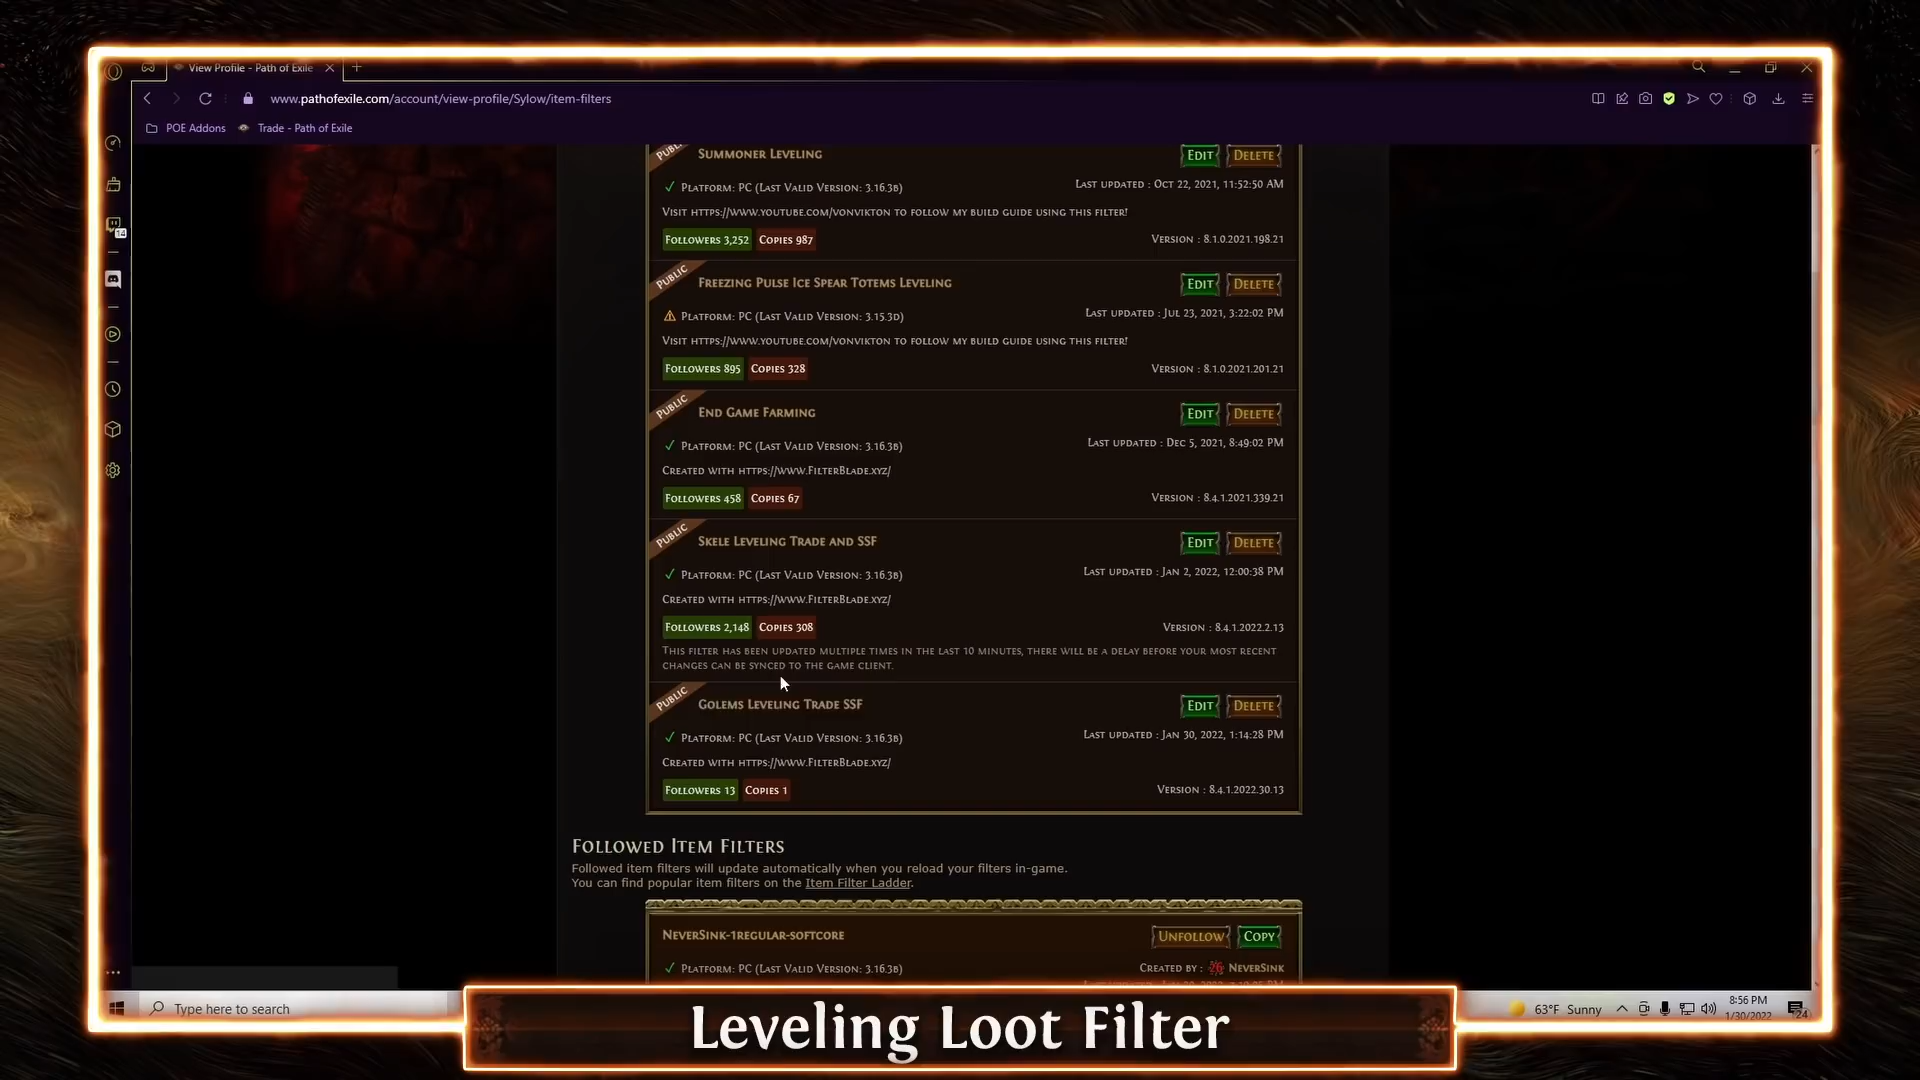 View Profile - Path of Exile
www.pathofexile.com/account/view-profile/Sylow/item-filters
POE Addons Trade - Path of Exile
14
PUBLIC Summoner Leveling Edit Delete
Platform: PC (Last Valid Version: 3.16.3b) Last updated : Oct 22, 2021, 11:52:50 AM
Visit https://www.youtube.com/vonvikton to follow my build guide using this filter!
Followers 3,252 Copies 987 Version : 8.1.0.2021.198.21
PUBLIC Freezing Pulse Ice Spear Totems Leveling Edit Delete
Platform: PC (Last Valid Version: 3.15.3d) Last updated : Jul 23, 2021, 3:22:02 PM
Visit https://www.youtube.com/vonvikton to follow my build guide using this filter!
Followers 895 Copies 328 Version : 8.1.0.2021.201.21
PUBLIC End Game Farming Edit Delete
Platform: PC (Last Valid Version: 3.16.3b) Last updated : Dec 5, 2021, 8:49:02 PM
Created with https://www.FilterBlade.xyz/
Followers 458 Copies 67 Version : 8.4.1.2021.339.21
PUBLIC Skele Leveling Trade and SSF Edit Delete
Platform: PC (Last Valid Version: 3.16.3b) Last updated : Jan 2, 2022, 12:00:38 PM
Created with https://www.FilterBlade.xyz/
Followers 2,148 Copies 308 Version : 8.4.1.2022.2.13
This filter has been updated multiple times in the last 10 minutes, there will be a delay before your most recent
changes can be synced to the game client.
PUBLIC Golems Leveling Trade SSF Edit Delete
Platform: PC (Last Valid Version: 3.16.3b) Last updated : Jan 30, 2022, 1:14:28 PM
Created with https://www.FilterBlade.xyz/
Followers 13 Copies 1 Version : 8.4.1.2022.30.13
Followed Item Filters
Followed item filters will update automatically when you reload your filters in-game.
You can find popular item filters on the Item Filter Ladder.
NeverSink-1regular-softcore Unfollow Copy
Platform: PC (Last Valid Version: 3.16.3b) Created by : NeverSink
Type here to search
63°F Sunny 8:56 PM
1/30/2022 24
Leveling Loot Filter